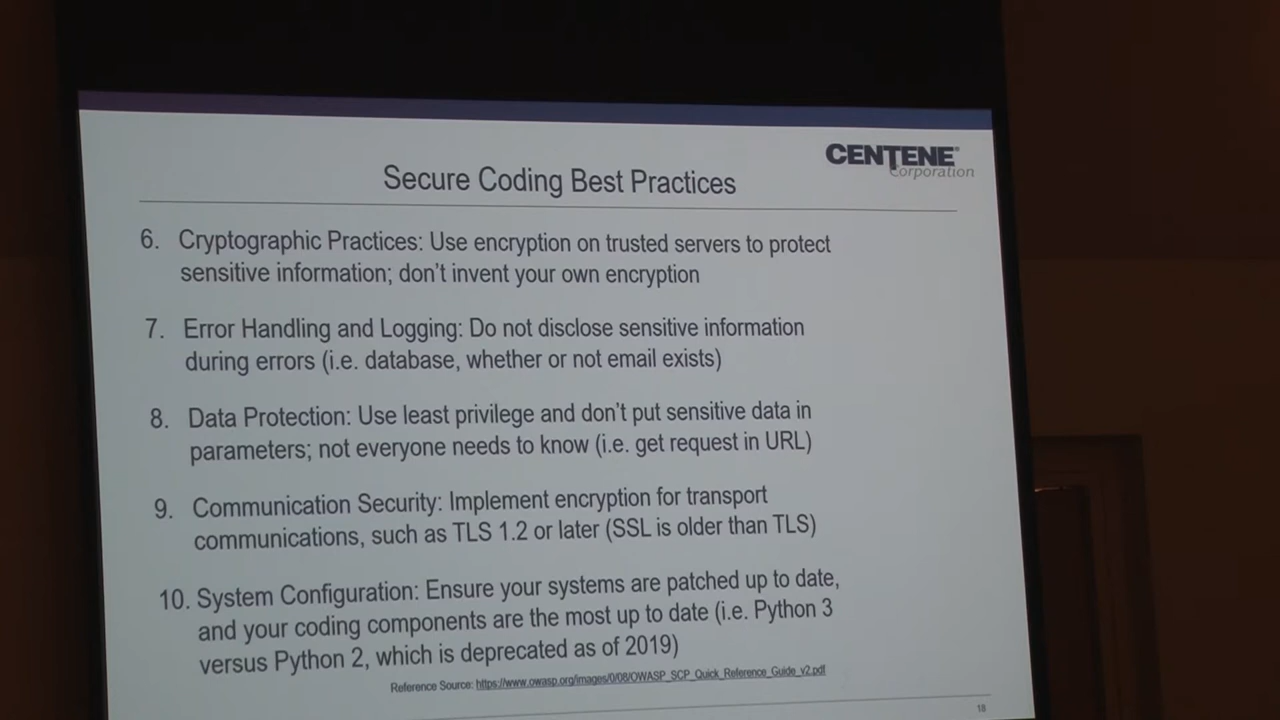 CENTENE®
Corporation
Secure Coding Best Practices
6. Cryptographic Practices: Use encryption on trusted servers to protect
sensitive information; don't invent your own encryption
7. Error Handling and Logging: Do not disclose sensitive information
during errors (i.e. database, whether or not email exists)
8. Data Protection: Use least privilege and don't put sensitive data in
parameters; not everyone needs to know (i.e. get request in URL)
9. Communication Security: Implement encryption for transport
communications, such as TLS 1.2 or later (SSL is older than TLS)
10. System Configuration: Ensure your systems are patched up to date,
and your coding components are the most up to date (i.e. Python 3
versus Python 2, which is deprecated as of 2019)
Reference Source: https://www.owasp.org/images/0/08/OWASP_SCP_Quick_Reference_Guide_v2.pdf
18